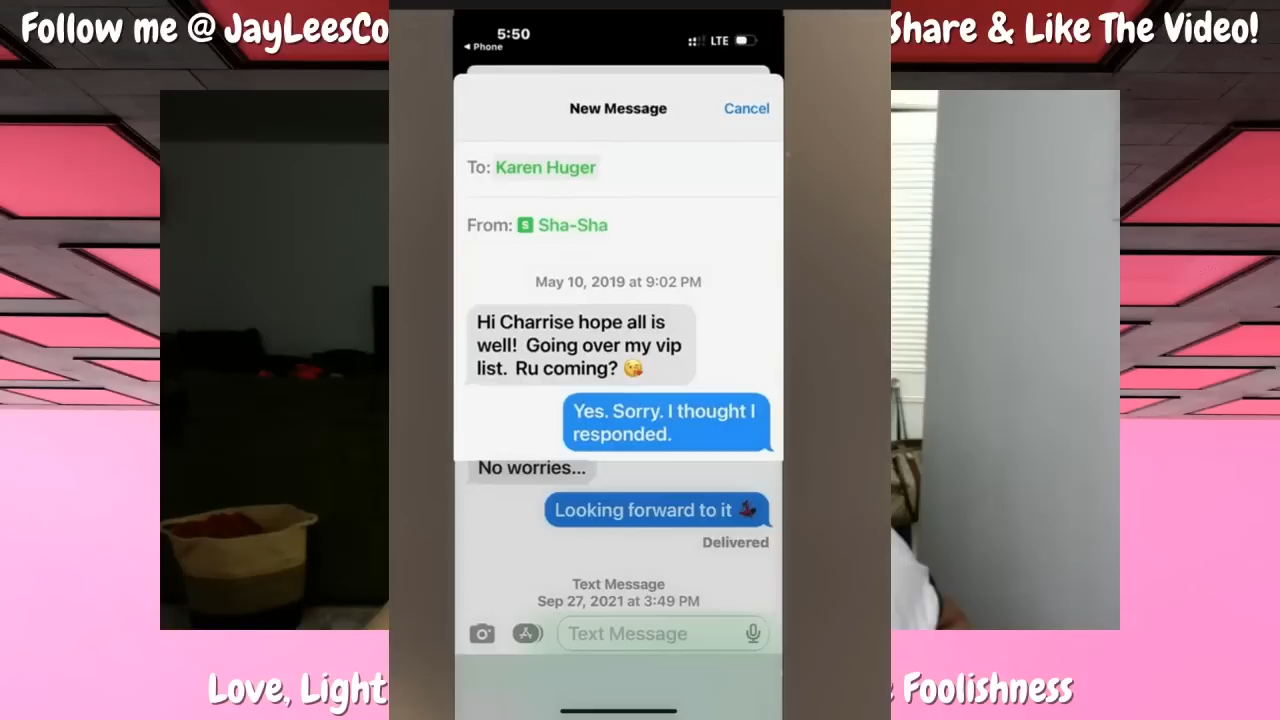 Follow me @ JayLeesCo
Share & Like The Video!
5:50
LTE
◄ Phone
New Message
Cancel
To: Karen Huger
From: S Sha-Sha
May 10, 2019 at 9:02 PM
Hi Charrise hope all is
well! Going over my vip
list. Ru coming? 😘
Yes. Sorry. I thought I
responded.
No worries...
Looking forward to it 💃🏿
Delivered
Text Message
Sep 27, 2021 at 3:49 PM
Text Message
Love, Light
Foolishness